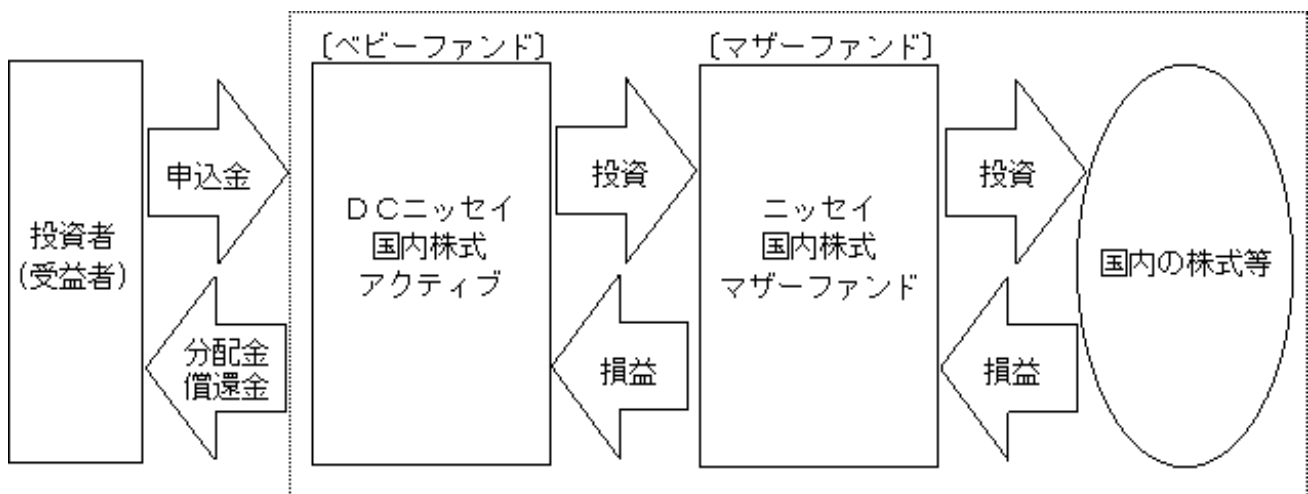 〔ベビーファンド〕
〔マザーファンド〕
投資者
(受益者)
申込金
分配金
償還金
ＤＣニッセイ
国内株式
アクティブ
投資
損益
ニッセイ
国内株式
マザーファンド
投資
損益
国内の株式等